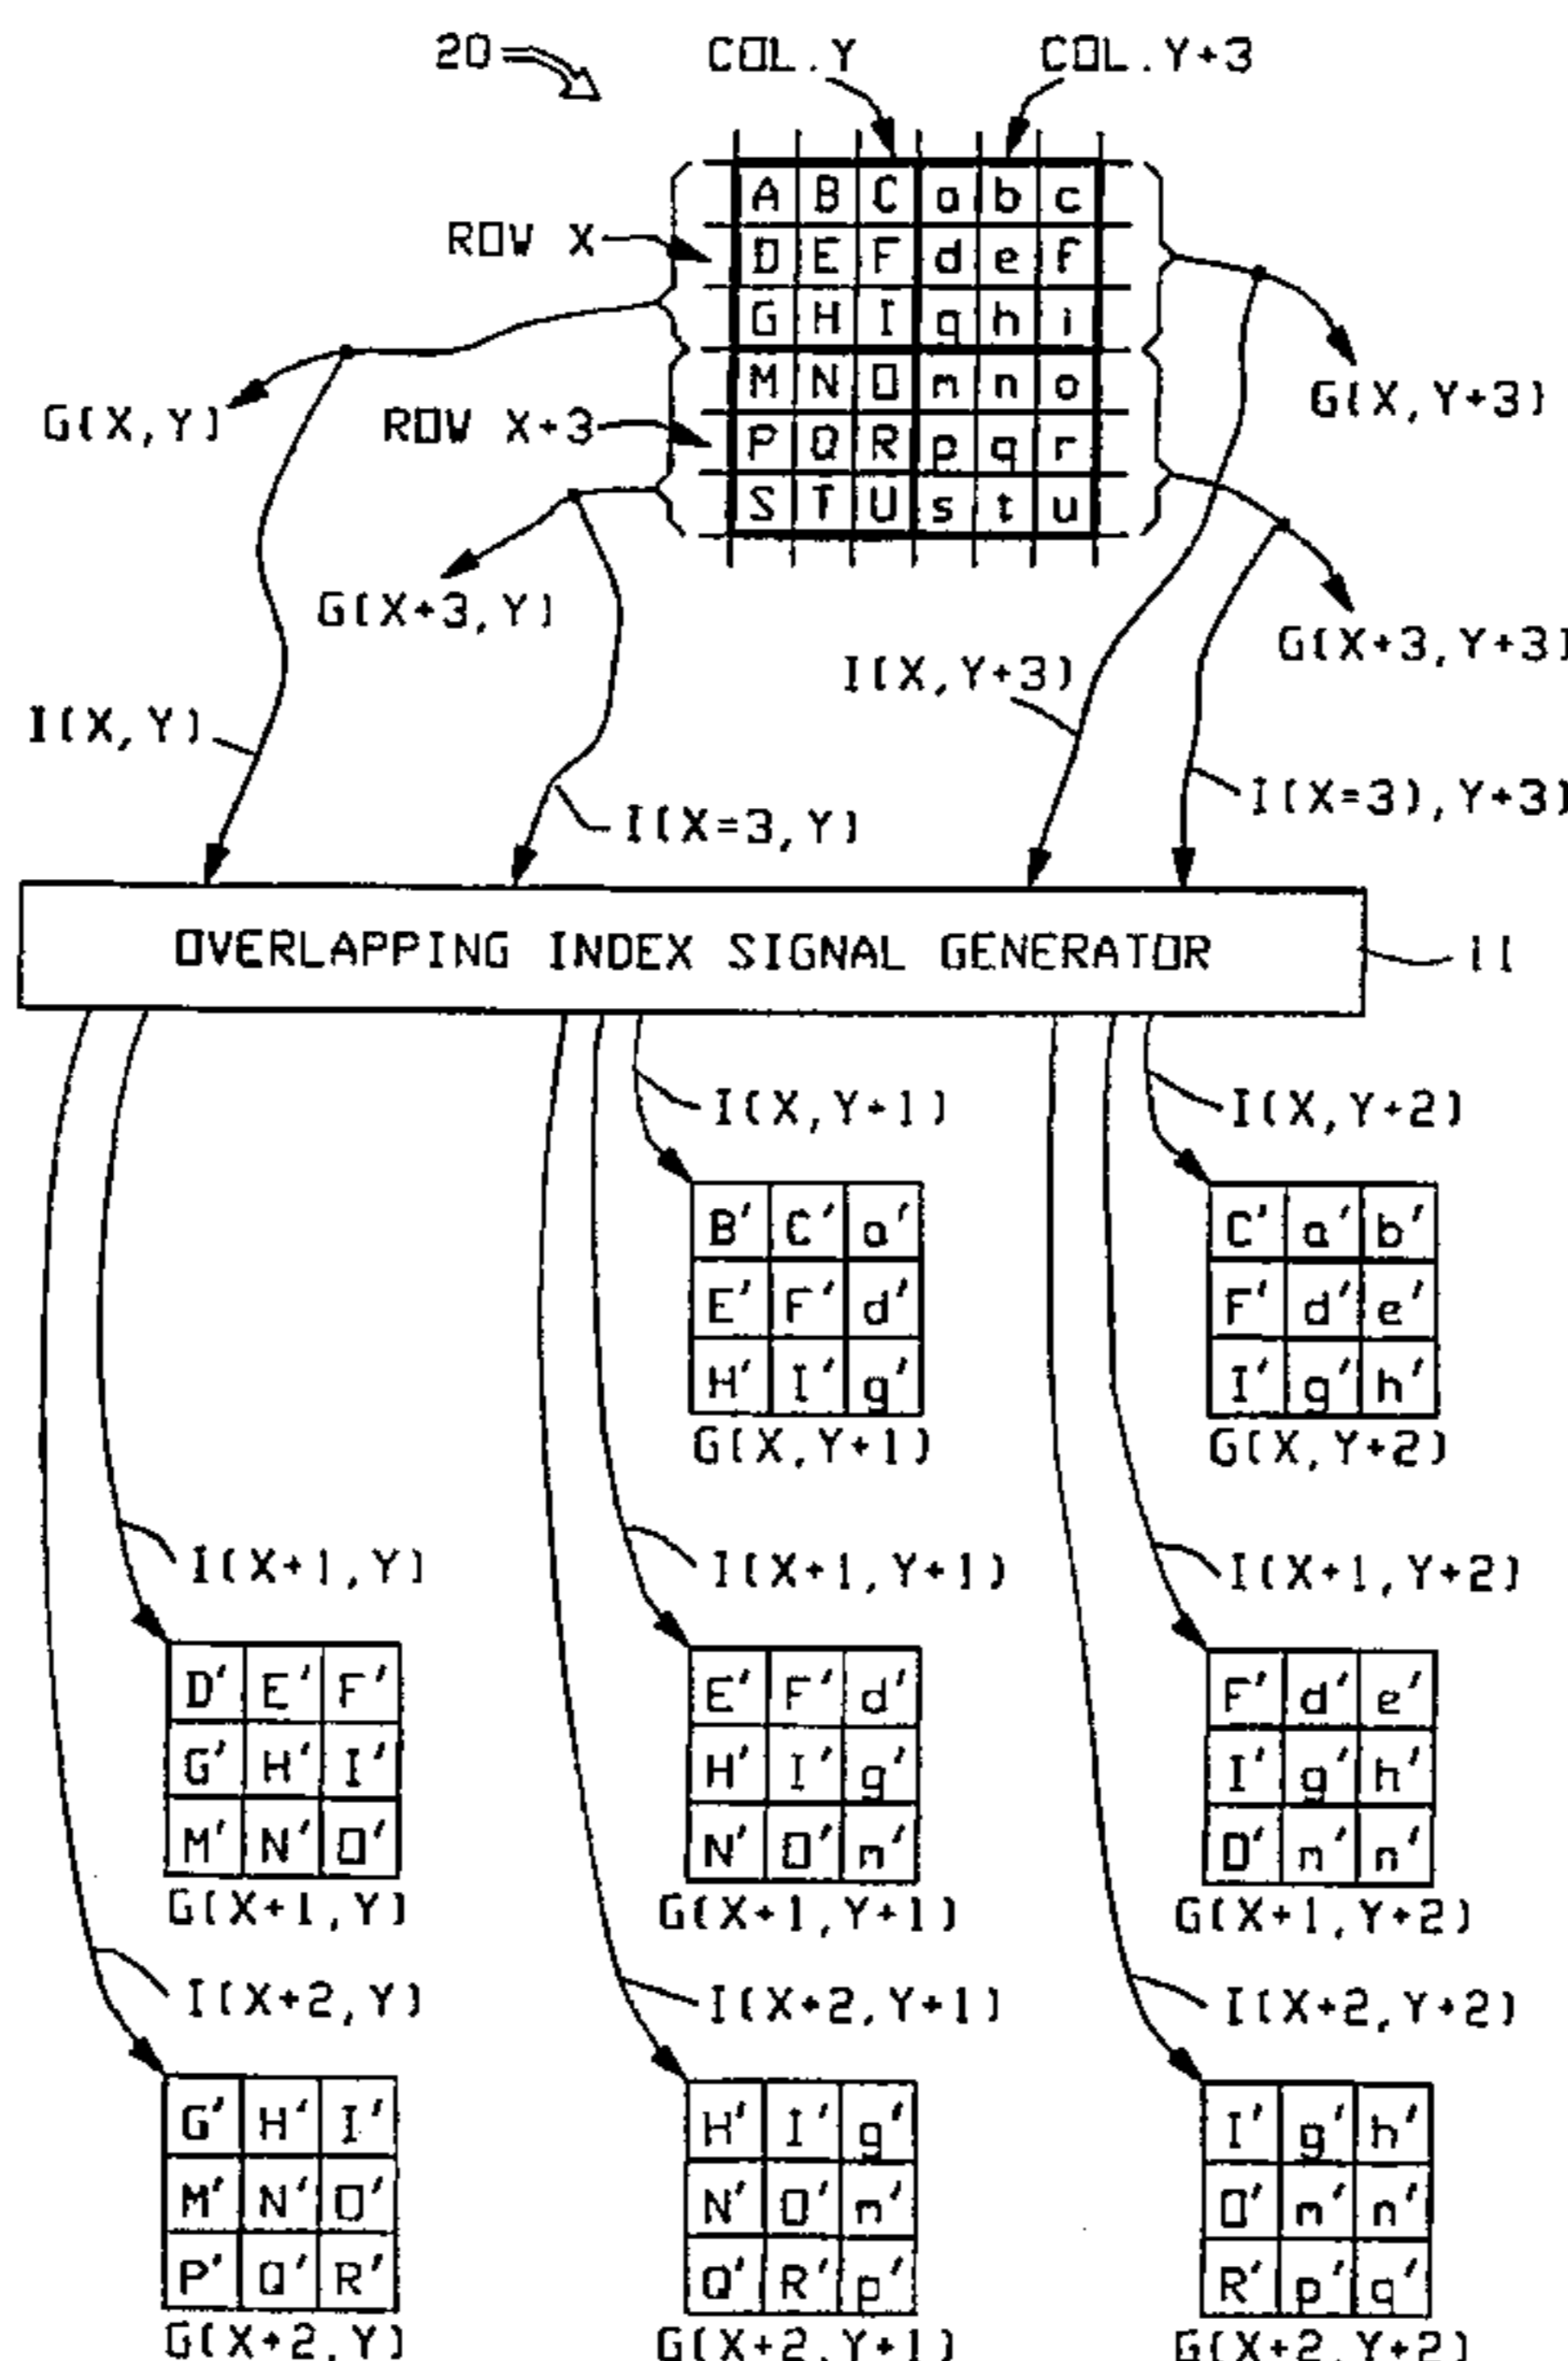 20
COL.Y COL.Y+3
A B C a b c
ROW X
D E F d e f
G H I g h i
M N O m n o
G(X,Y)
ROW X+3
G(X,Y+3)
P Q R p q r
S T U s t u
G(X+3,Y)
G(X+3,Y+3)
I(X,Y+3)
I(X,Y)
I(X=3),Y+3)
I(X=3,Y)
OVERLAPPING INDEX SIGNAL GENERATOR
11
I(X,Y+1) I(X,Y+2)
B' C' a' C' a' b'
E' F' d' F' d' e'
H' I' g' I' g' h'
G(X,Y+1) G(X,Y+2)
I(X+1,Y) I(X+1,Y+1) I(X+1,Y+2)
D' E' F' E' F' d' F' d' e'
G' H' I' H' I' g' I' g' h'
M' N' O' N' O' m' O' m' n'
G(X+1,Y) G(X+1,Y+1) G(X+1,Y+2)
I(X+2,Y) I(X+2,Y+1) I(X+2,Y+2)
G' H' I' H' I' g' I' g' h'
M' N' O' N' O' m' O' m' n'
P' Q' R' Q' R' p' R' p' q'
G(X+2,Y) G(X+2,Y+1) G(X+2,Y+2)